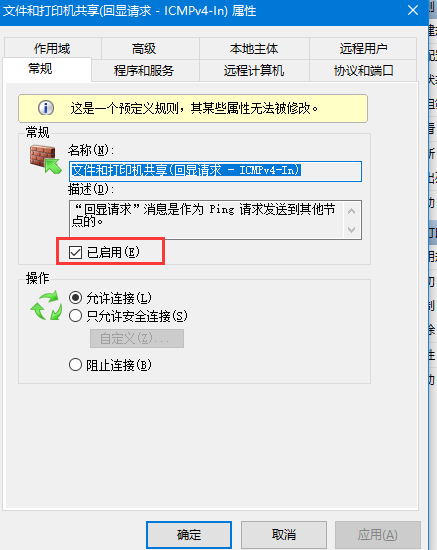 文件和打印机共享(回显请求 - ICMPv4-In) 属性
作用域 高级 本地主体 远程用户
常规 程序和服务 远程计算机 协议和端口
这是一个预定义规则，其某些属性无法被修改。
常规
名称(N):
文件和打印机共享(回显请求 - ICMPv4-In)
描述(D):
“回显请求”消息是作为 Ping 请求发送到其他节
点的。
已启用(E)
操作
允许连接(L)
只允许安全连接(S)
自定义(Z)...
阻止连接(B)
确定 取消 应用(A)